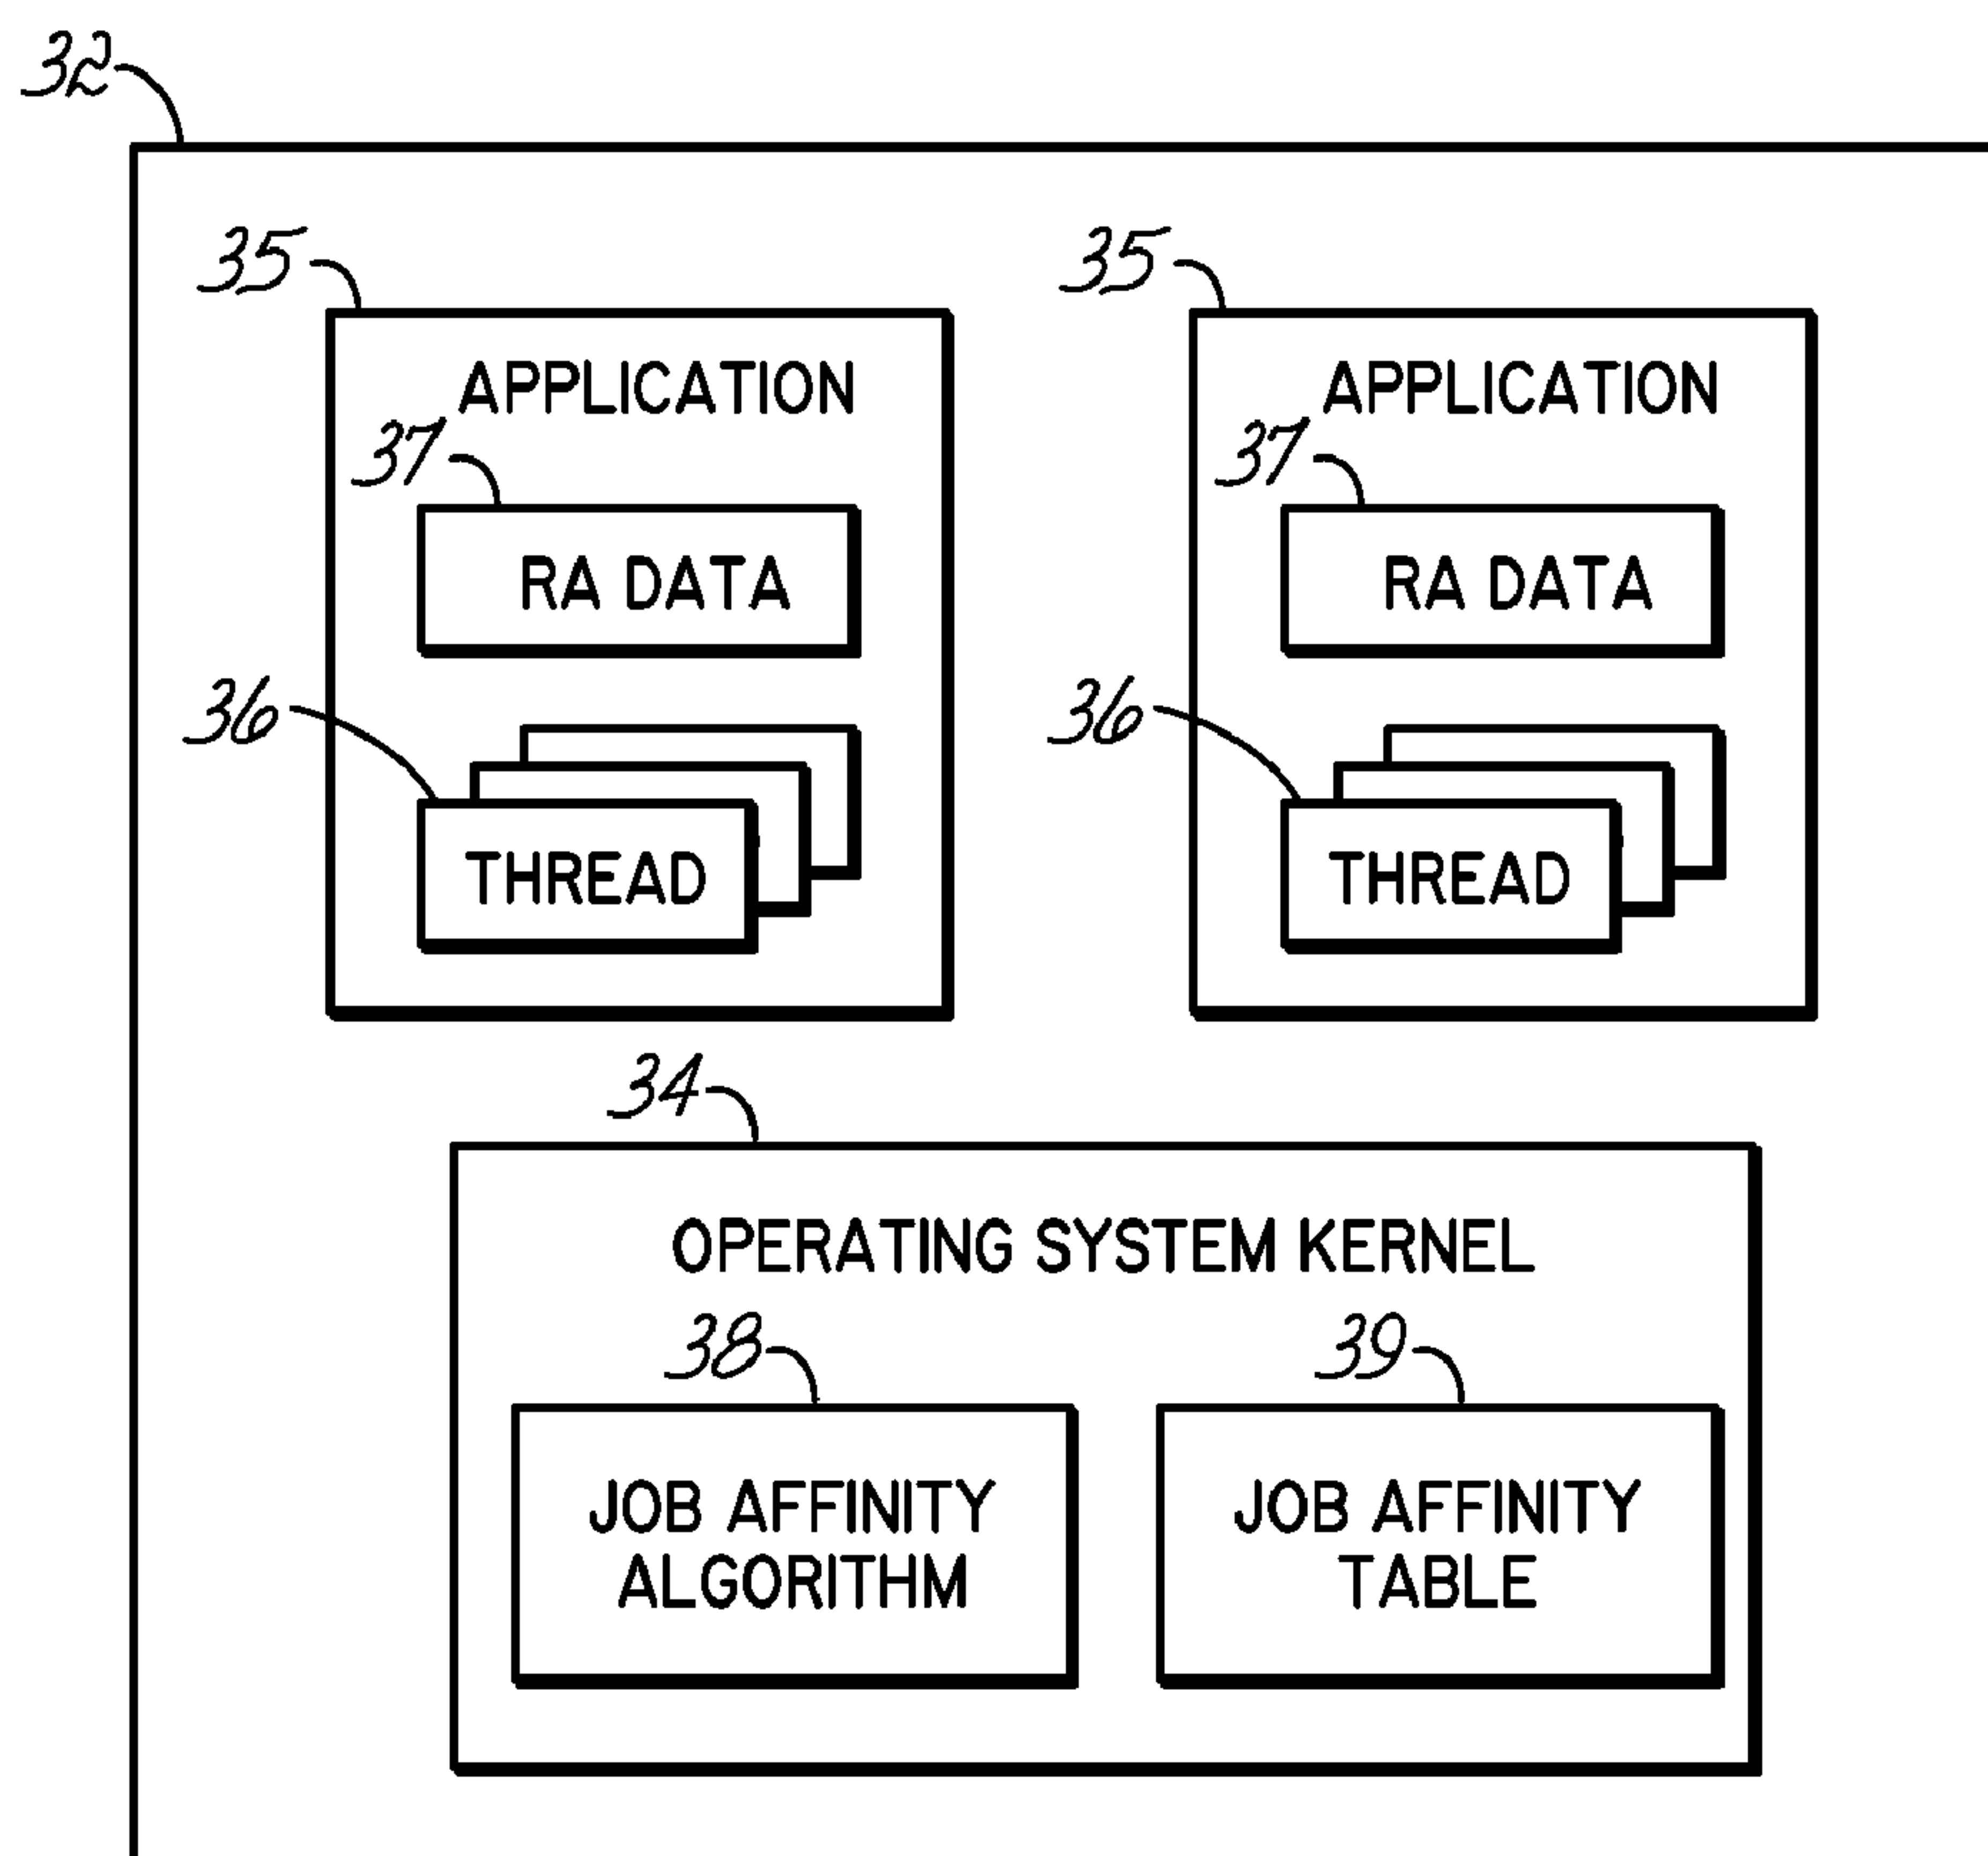 32
35
35
APPLICATION
APPLICATION
37
37
RA DATA
RA DATA
36
36
THREAD
THREAD
34
OPERATING SYSTEM KERNEL
38
39
JOB AFFINITY
ALGORITHM
JOB AFFINITY
TABLE